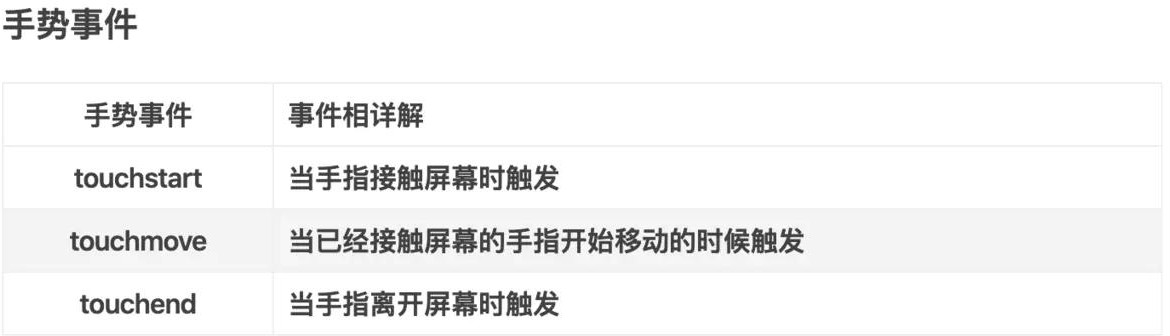 手势事件
手势事件 事件相详解
touchstart 当手指接触屏幕时触发
touchmove 当已经接触屏幕的手指开始移动的时候触发
touchend 当手指离开屏幕时触发